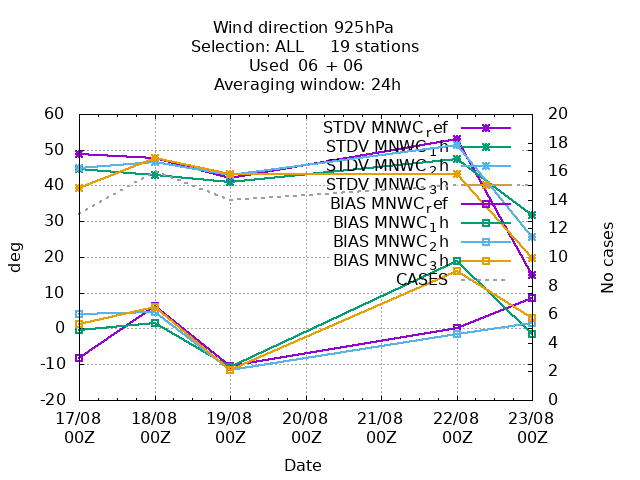 Wind direction 925hPa
Selection: ALL 19 stations
Used 06 + 06
Averaging window: 24h
deg
60
50
40
30
20
10
0
-10
-20
STDV MNWC_ref
STDV MNWC_1h
STDV MNWC_2h
STDV MNWC_3h
BIAS MNWC_ref
BIAS MNWC_1h
BIAS MNWC_2h
BIAS MNWC_3h
CASES
20
18
16
14
12
10
8
6
4
2
0
No cases
17/08 18/08 19/08 20/08 21/08 22/08 23/08
00Z 00Z 00Z 00Z 00Z 00Z 00Z
Date